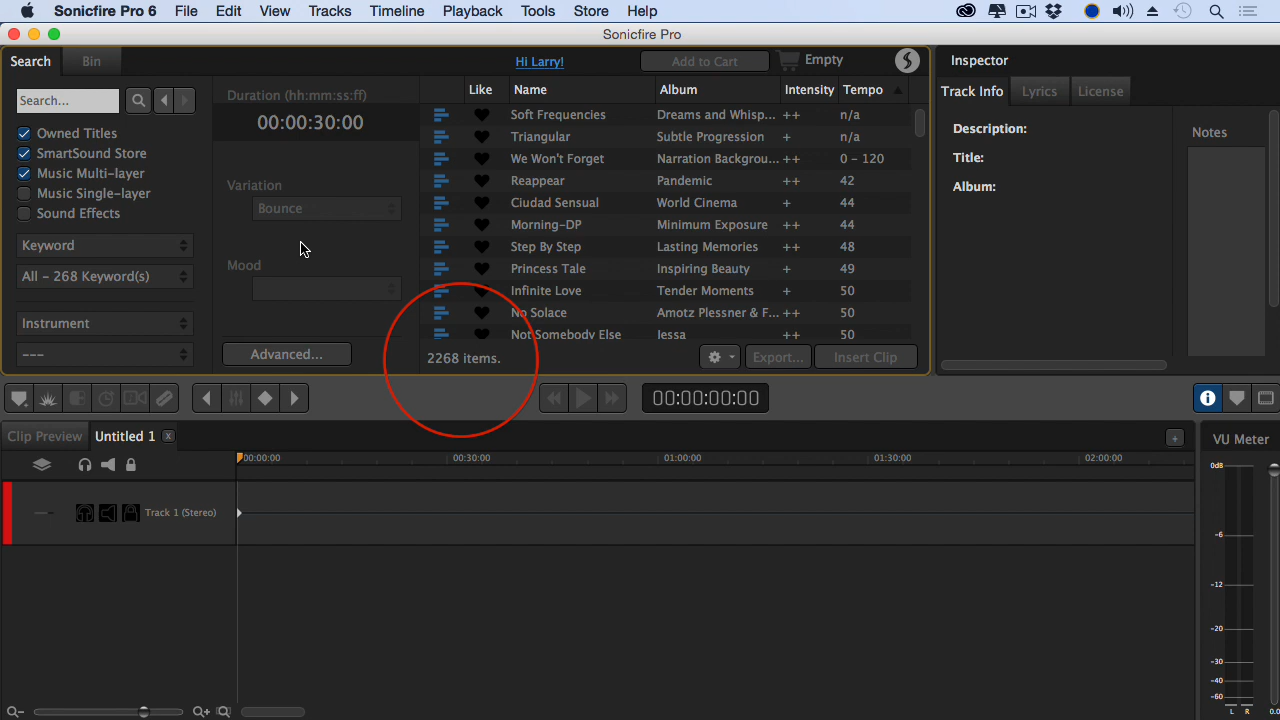 Sonicfire Pro 6 File Edit View Tracks Timeline Playback Tools Store Help
Sonicfire Pro
Search Bin Hi Larry! Add to Cart Empty
Inspector
Track Info Lyrics License
Search...
Owned Titles
SmartSound Store
Music Multi-layer
Music Single-layer
Sound Effects
Keyword
All – 268 Keyword(s)
Instrument
---
Duration (hh:mm:ss:ff)
00:00:30:00
Variation
Bounce
Mood
Advanced...
Like Name Album Intensity Tempo
Soft Frequencies Dreams and Whisp... ++ n/a
Triangular Subtle Progression + n/a
We Won't Forget Narration Backgrou... ++ 0 – 120
Reappear Pandemic ++ 42
Ciudad Sensual World Cinema + 44
Morning–DP Minimum Exposure ++ 44
Step By Step Lasting Memories ++ 48
Princess Tale Inspiring Beauty + 49
Infinite Love Tender Moments + 50
No Solace Amotz Plessner & F... ++ 50
Not Somebody Else Jessa ++ 50
2268 items. Export... Insert Clip
Description:
Title:
Album:
Notes
00:00:00:00
Clip Preview Untitled 1 x
+
VU Meter
00:00:00 00:30:00 01:00:00 01:30:00 02:00:00
Track 1 (Stereo)
0dB
-6
-12
-20
-30
-40
-60
L R 0.0